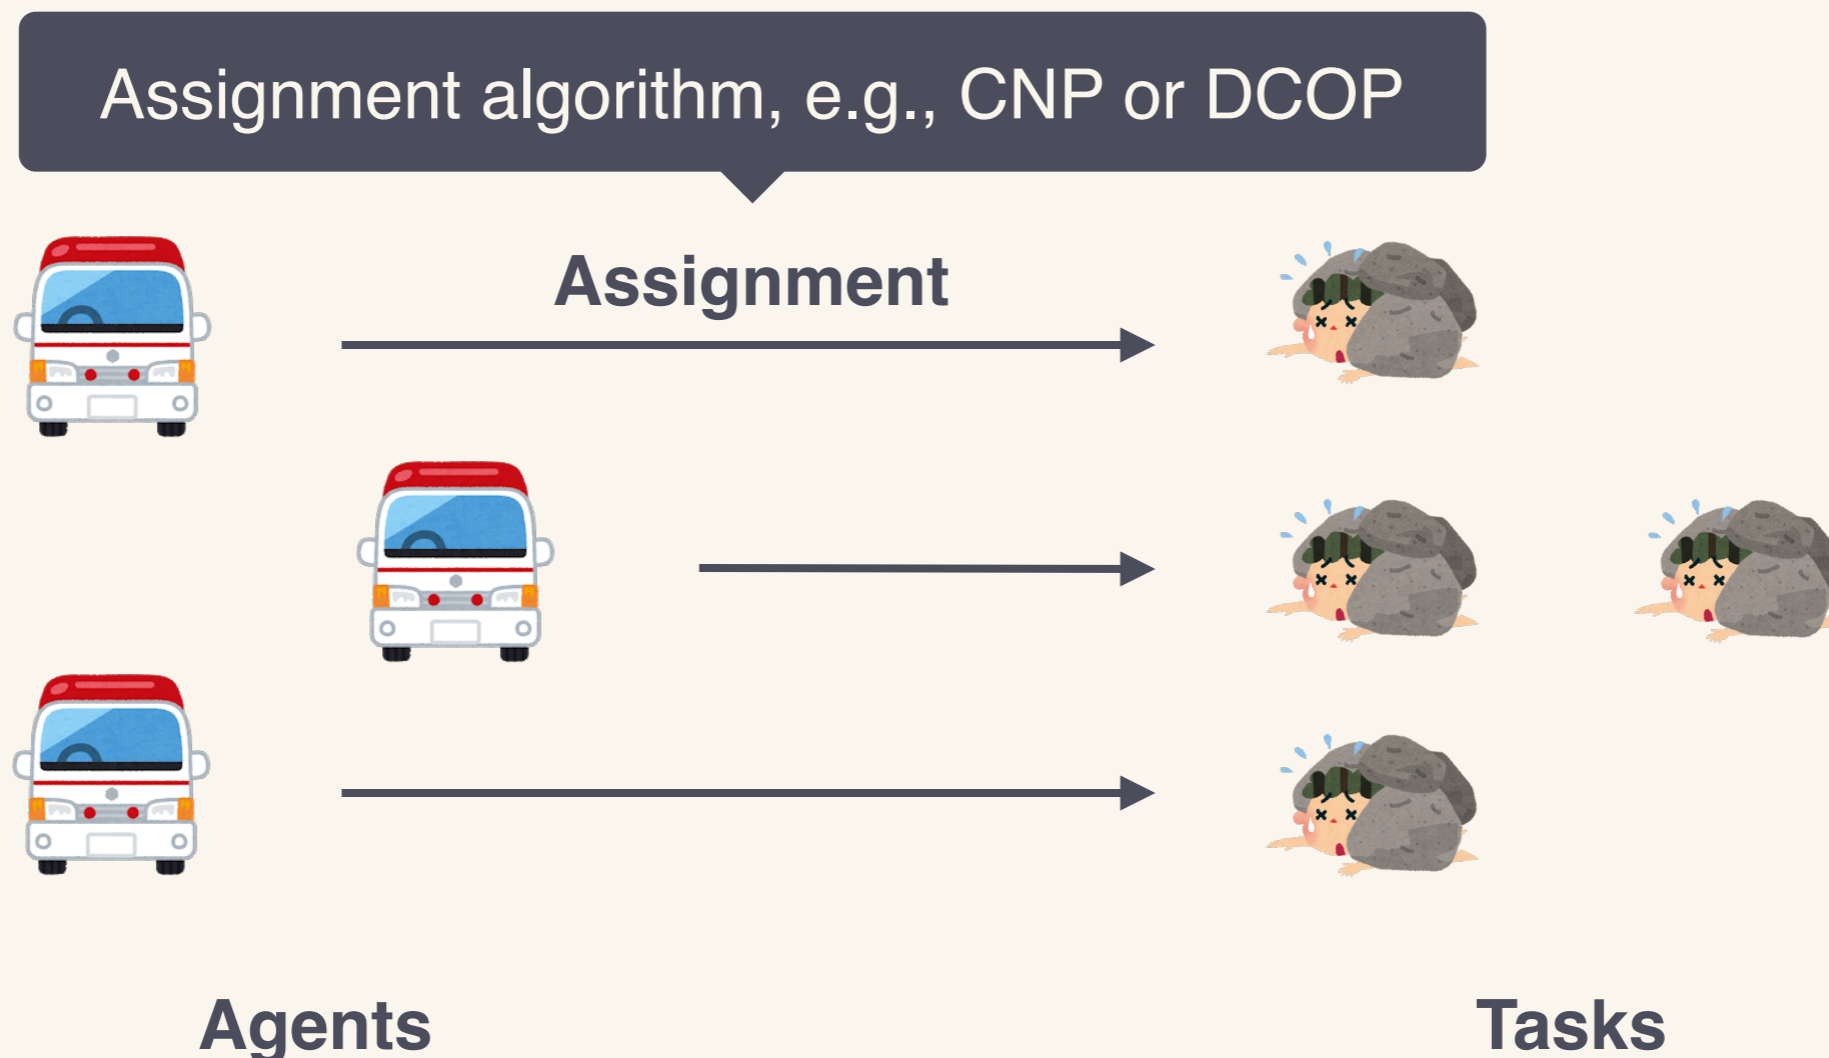 Assignment algorithm, e.g., CNP or DCOP
Assignment
Agents
Tasks